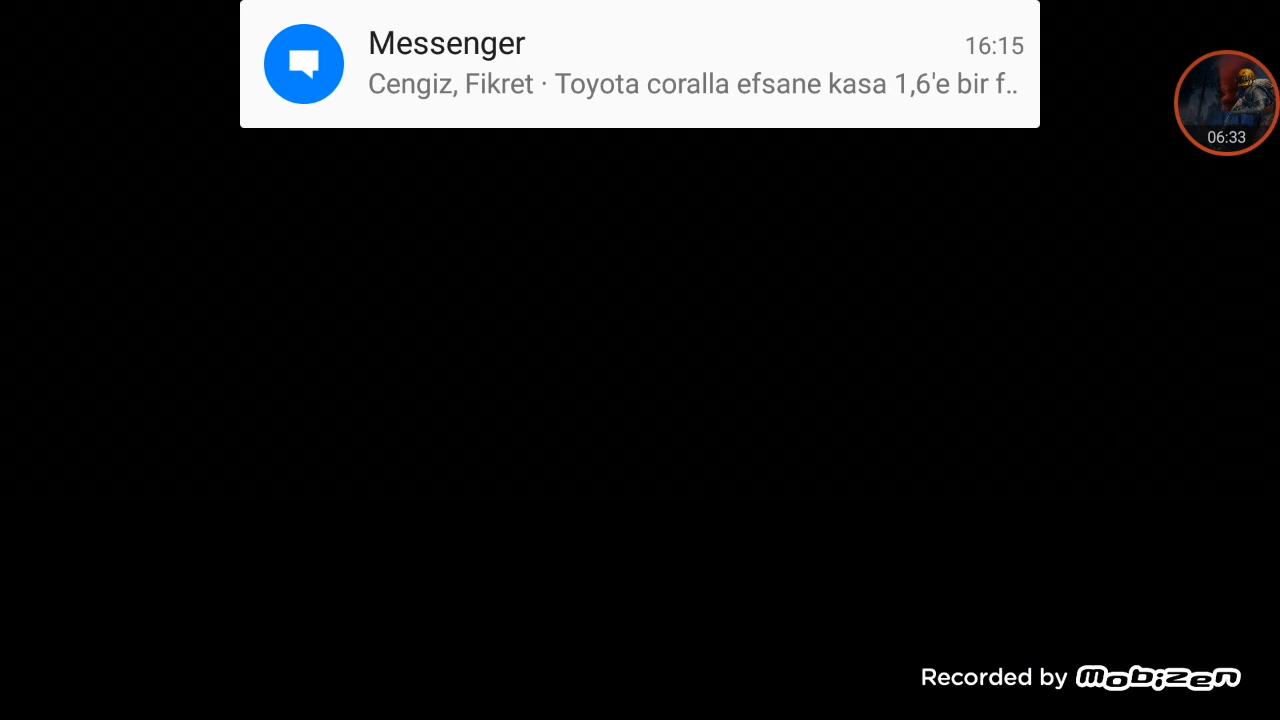 Messenger 16:15
Cengiz, Fikret · Toyota coralla efsane kasa 1,6'e bir f..
06:33
Recorded by mobizen